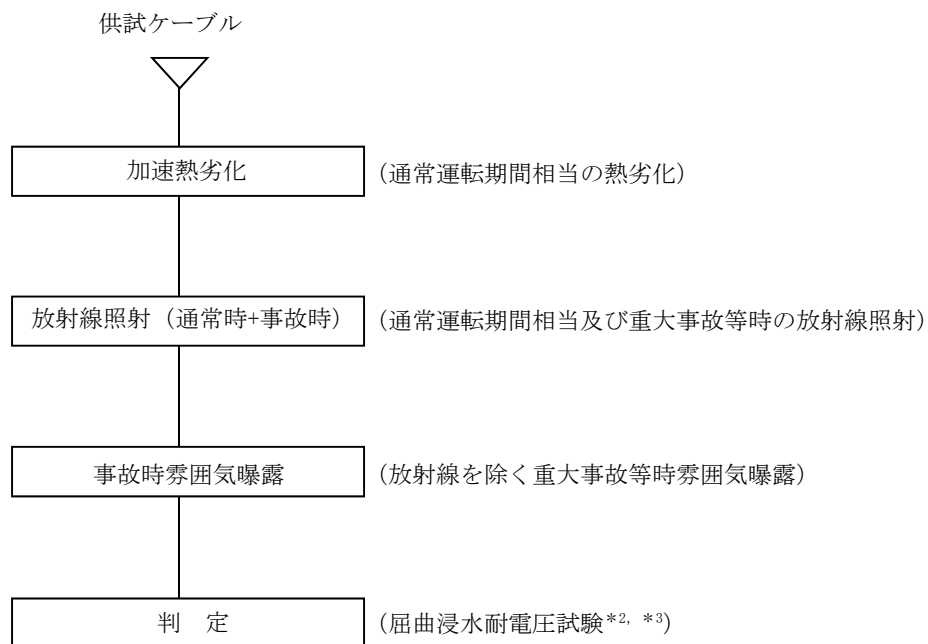 供試ケーブル
加速熱劣化 (通常運転期間相当の熱劣化)
放射線照射 (通常時+事故時) (通常運転期間相当及び重大事故等時の放射線照射)
事故時雰囲気曝露 (放射線を除く重大事故等時雰囲気曝露)
判　定 (屈曲浸水耐電圧試験*2, *3)